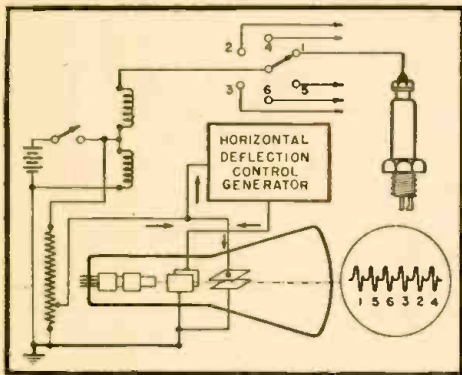 2
4
1
3
6
5
HORIZONTAL
DEFLECTION
CONTROL
GENERATOR
1 5 6 3 2 4